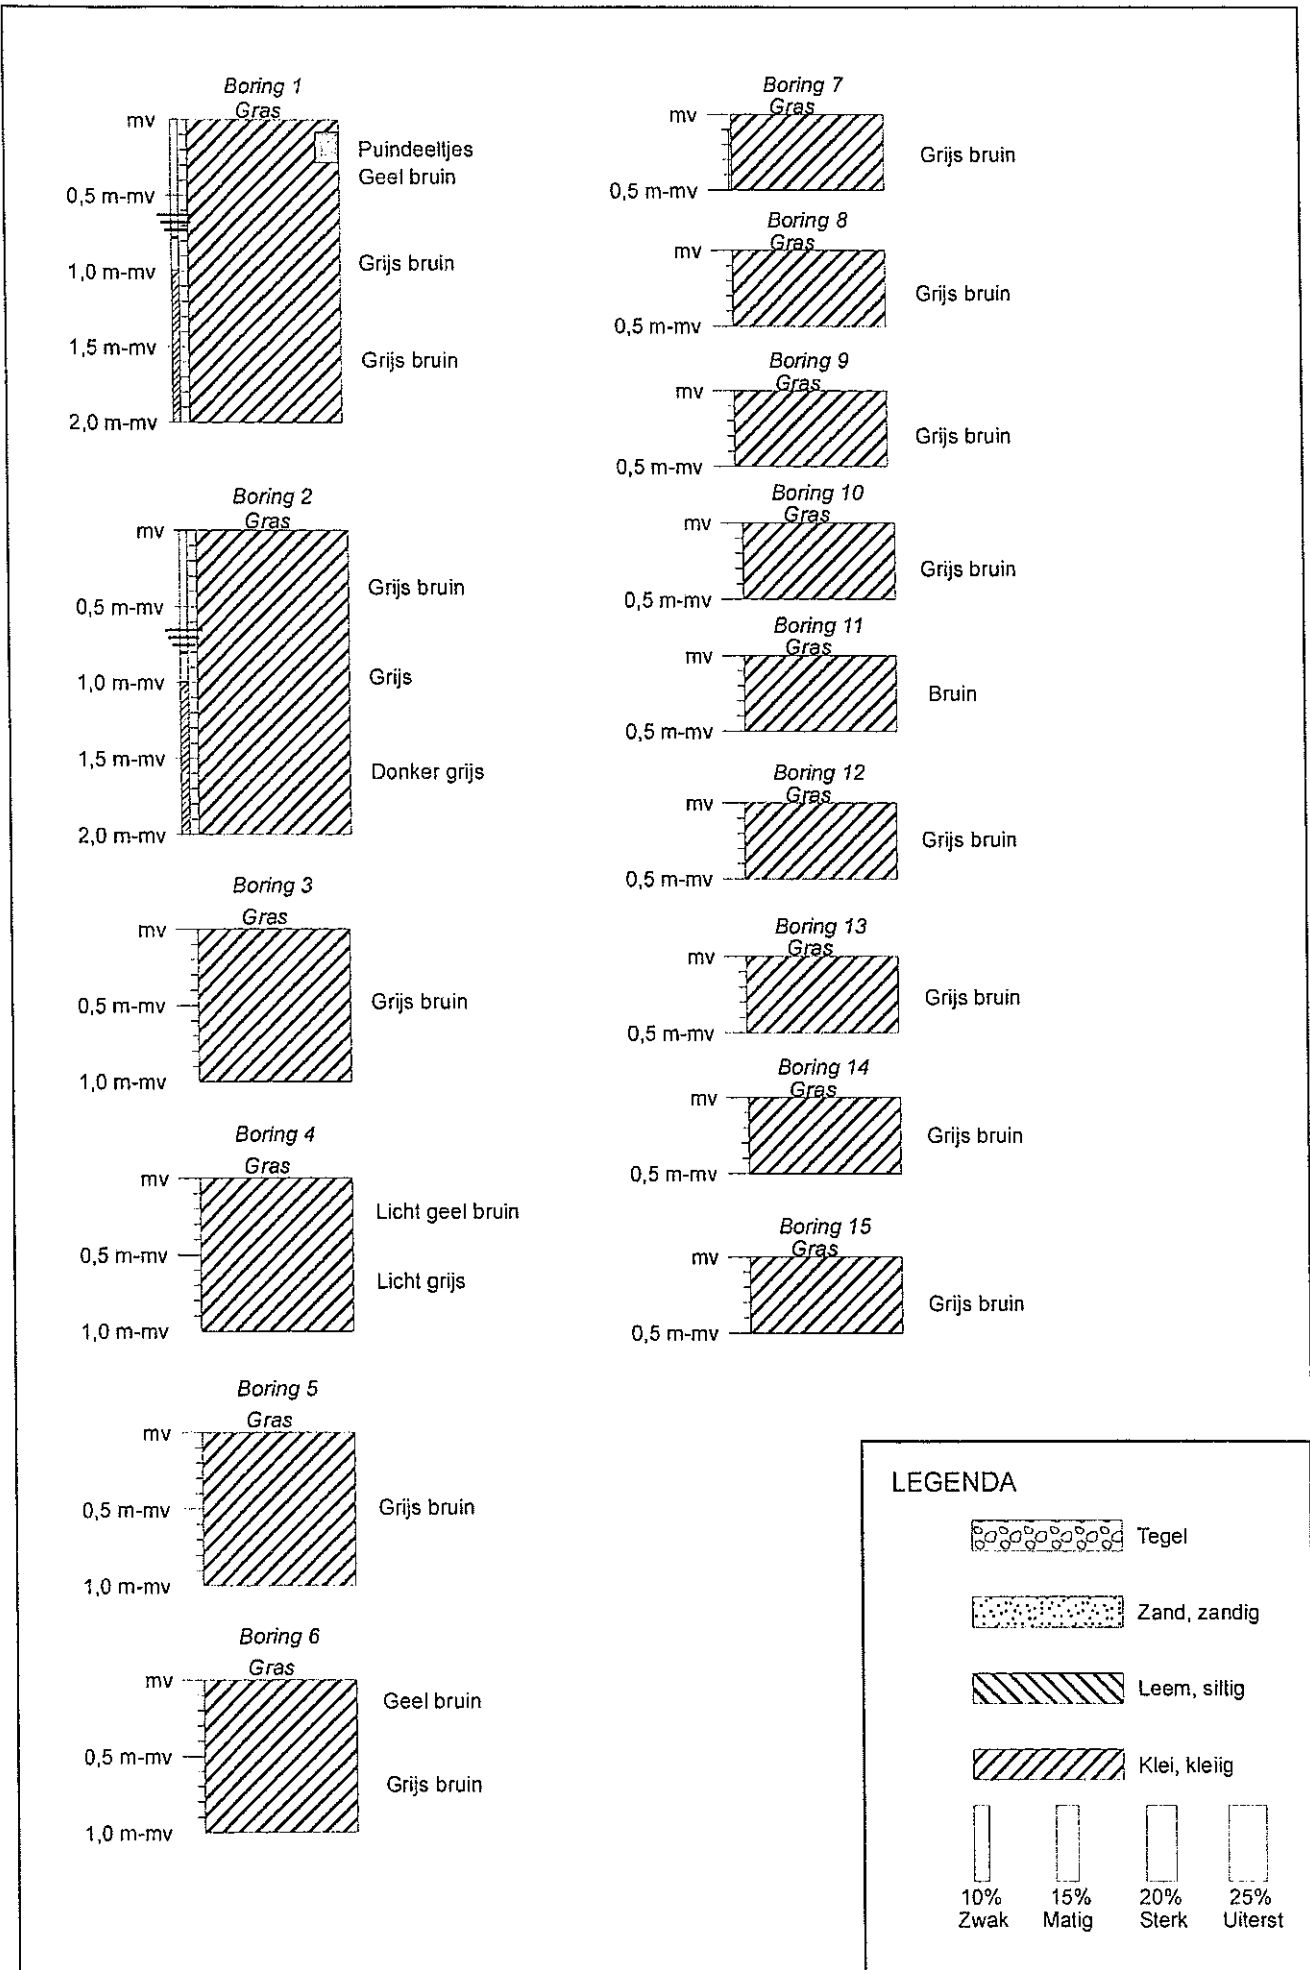 Boring 1
Gras
mv
Puindeeltjes
Geel bruin
0,5 m-mv
Grijs bruin
1,0 m-mv
1,5 m-mv
Grijs bruin
2,0 m-mv
Boring 2
Gras
mv
Grijs bruin
0,5 m-mv
Grijs
1,0 m-mv
1,5 m-mv
Donker grijs
2,0 m-mv
Boring 3
Gras
mv
0,5 m-mv
Grijs bruin
1,0 m-mv
Boring 4
Gras
mv
Licht geel bruin
0,5 m-mv
Licht grijs
1,0 m-mv
Boring 5
Gras
mv
0,5 m-mv
Grijs bruin
1,0 m-mv
Boring 6
Gras
mv
Geel bruin
0,5 m-mv
Grijs bruin
1,0 m-mv
Boring 7
Gras
mv
Grijs bruin
0,5 m-mv
Boring 8
Gras
mv
Grijs bruin
0,5 m-mv
Boring 9
Gras
mv
Grijs bruin
0,5 m-mv
Boring 10
Gras
mv
Grijs bruin
0,5 m-mv
Boring 11
Gras
mv
Bruin
0,5 m-mv
Boring 12
Gras
mv
Grijs bruin
0,5 m-mv
Boring 13
Gras
mv
Grijs bruin
0,5 m-mv
Boring 14
Gras
mv
Grijs bruin
0,5 m-mv
Boring 15
Gras
mv
Grijs bruin
0,5 m-mv
LEGENDA
Tegel
Zand, zandig
Leem, siltig
Klei, kleiig
10% 15% 20% 25%
Zwak Matig Sterk Uiterst